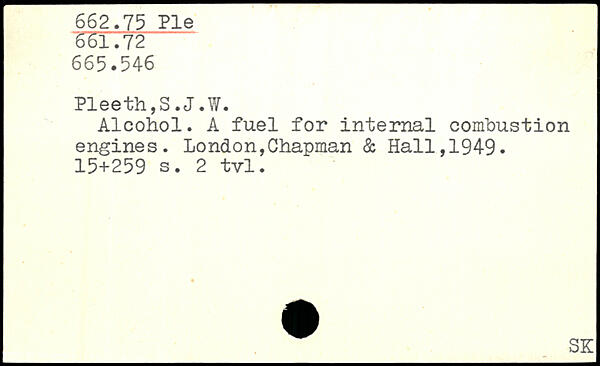 662.75 Ple
661.72
665.546
Pleeth,S.J.W.
Alcohol. A fuel for internal combustion
engines. London,Chapman & Hall,1949.
15+259 s. 2 tvl.
SK